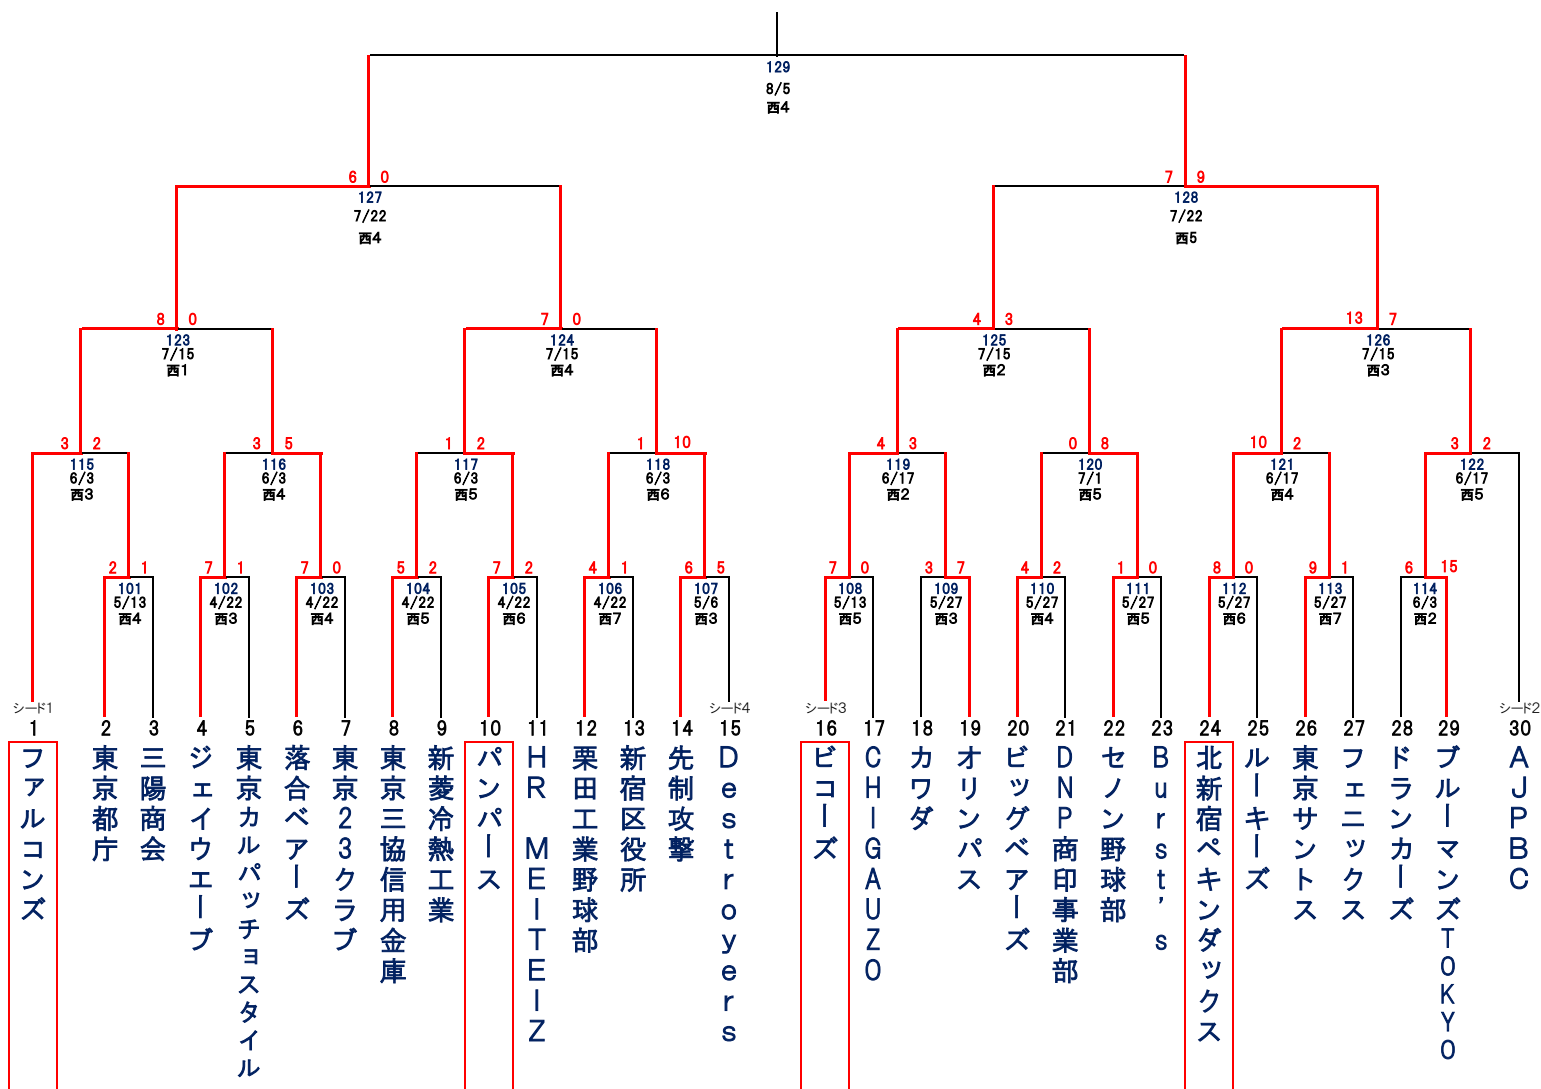 129
8/5
西4
6 0
127
7/22
西4
7 9
128
7/22
西5
8 0
123
7/15
西1
7 0
124
7/15
西4
4 3
125
7/15
西2
13 7
126
7/15
西3
3 2
115
6/3
西3
3 5
116
6/3
西4
1 2
117
6/3
西5
1 10
118
6/3
西6
4 3
119
6/17
西2
0 8
120
7/1
西5
10 2
121
6/17
西4
3 2
122
6/17
西5
2 1
101
5/13
西4
7 1
102
4/22
西3
7 0
103
4/22
西4
5 2
104
4/22
西5
7 2
105
4/22
西6
4 1
106
4/22
西7
6 5
107
5/6
西3
7 0
108
5/13
西5
3 7
109
5/27
西3
4 2
110
5/27
西4
1 0
111
5/27
西5
8 0
112
5/27
西6
9 1
113
5/27
西7
6 15
114
6/3
西2
シード1
1
ファルコンズ
2
東京都庁
3
三陽商会
4
ジェイウエーブ
5
東京カルパッチョスタイル
6
落合ベアーズ
7
東京23クラブ
8
東京三協信用金庫
9
新菱冷熱工業
10
パンパース
11
HR MEITEIZ
12
栗田工業野球部
13
新宿区役所
14
先制攻撃
シード4
15
Destroyers
シード3
16
ビコーズ
17
CHIGAUZO
18
カワダ
19
オリンパス
20
ビッグベアーズ
21
DNP商印事業部
22
セノン野球部
23
Burst's
24
北新宿ペキンダックス
25
ルーキーズ
26
東京サントス
27
フェニックス
28
ドランカーズ
29
ブルーマンズTOKYO
シード2
30
AJPBC